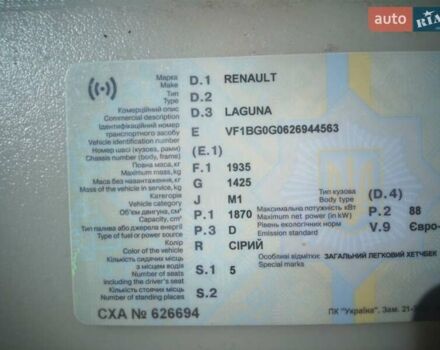 auto RIA
Марка
Make D.1 RENAULT
Тип
Type D.2
Комерційний опис
Commercial description D.3 LAGUNA
Ідентифікаційний номер
транспортного засобу E VF1BG0G0626944563
Vehicle identification number
Номер шасі (кузова, рами) (E.1)
Chassis number (body, frame)
Повна маса, кг F.1 1935
Maximum mass, kg
Маса без навантаження, кг G 1425
Mass of the vehicle in service, kg
Категорія J M1 Тип кузова (D.4)
Vehicle category Body type
Об'єм двигуна, см³ P.1 1870 Максимальна потужність кВт P.2 88
Capacity, cm³ Maximum net power (in kW)
Тип палива або джерела енергії P.3 D Рівень екологічних норм V.9 Євро-
Type of fuel or power source Emission standard
Колір R СІРИЙ
Color of the vehicle
Кількість сидячих місць Особливі відмітки: ЗАГАЛЬНИЙ ЛЕГКОВИЙ ХЕТЧБЕК
з місцем водія S.1 5 Special marks
Number of seats
including the driver's seat
Кількість стоячих місць S.2
Number of standing places
СХА № 626694 ПК "Україна", Зам. 21-